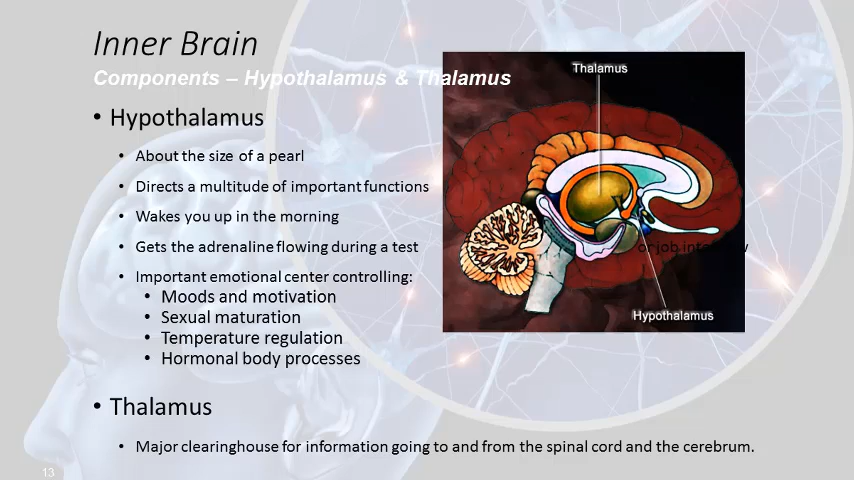 Inner Brain
Components – Hypothalamus & Thalamus
• Hypothalamus
• About the size of a pearl
• Directs a multitude of important functions
• Wakes you up in the morning
• Gets the adrenaline flowing during a test or job interview
• Important emotional center controlling:
• Moods and motivation
• Sexual maturation
• Temperature regulation
• Hormonal body processes
• Thalamus
• Major clearinghouse for information going to and from the spinal cord and the cerebrum.
Thalamus
Hypothalamus
13